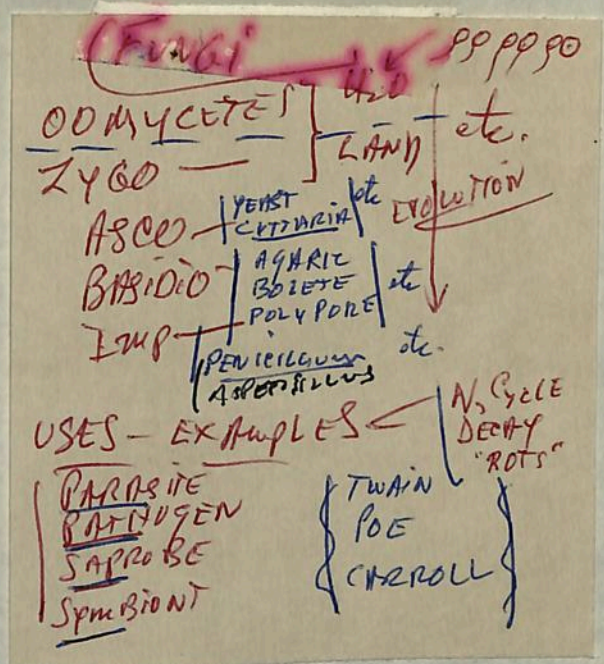 FUNGI
OOMYCETES H2O etc.
ZYGO — LAND
EVOLUTION
ASCO — YEAST
CYTTARIA etc
BASIDIO AGARIC
BOLETE etc
POLYPORE
IMP — PENICILLIUM etc.
ASPERGILLUS
USES — EXAMPLES N2 CYCLE
DECAY
"ROTS"
PARASITE TWAIN
PATHOGEN POE
SAPROBE CARROLL
SYMBIONT